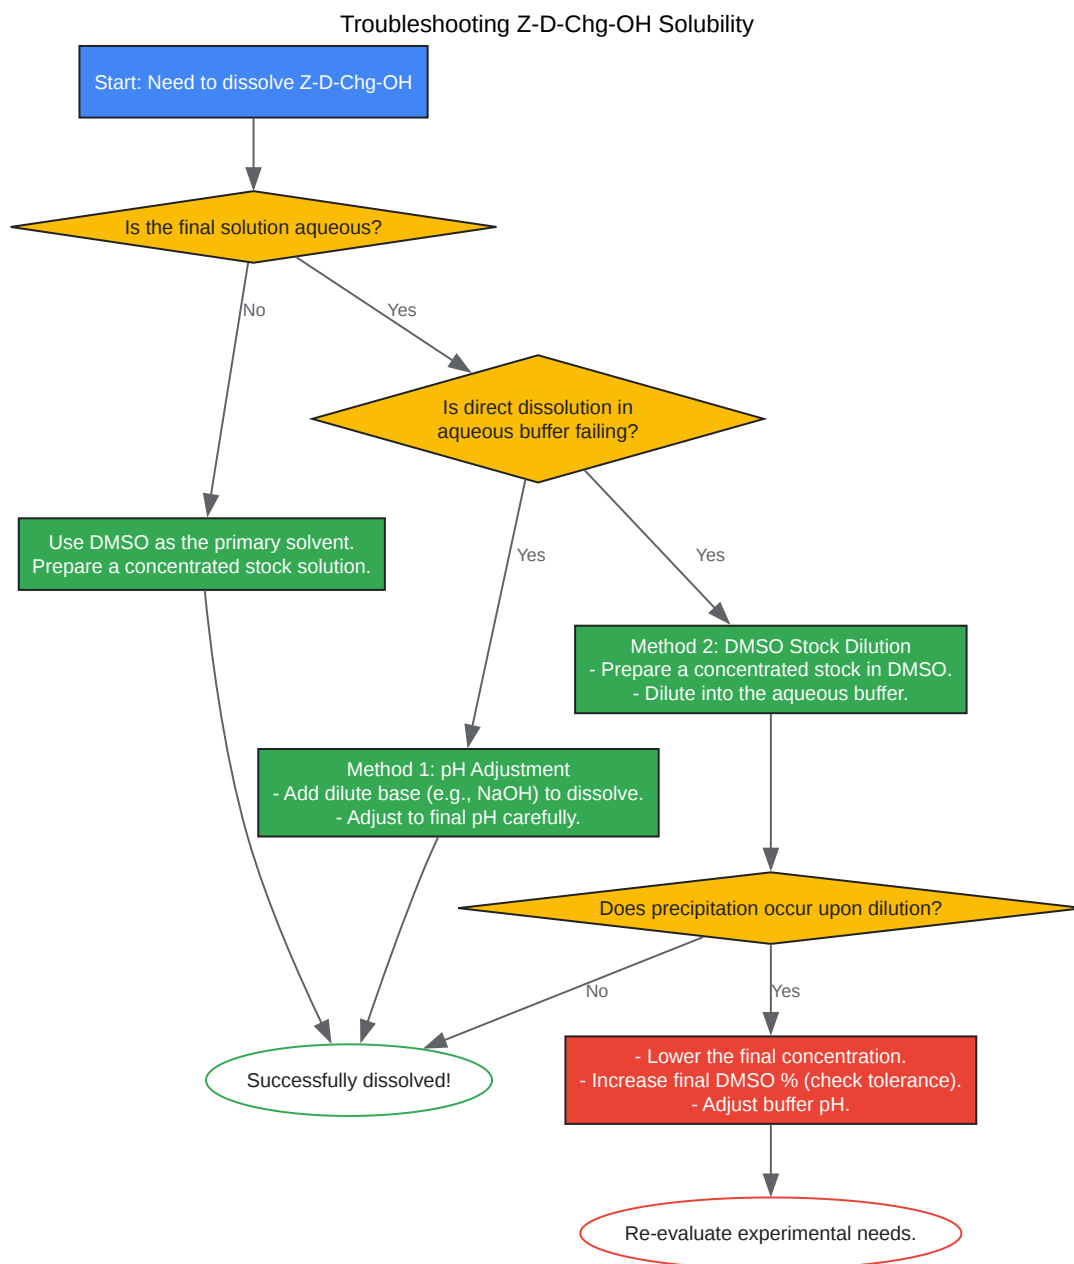 Troubleshooting Z-D-Chg-OH Solubility
Start: Need to dissolve Z-D-Chg-OH
Is the final solution aqueous?
No
Yes
Is direct dissolution in
aqueous buffer failing?
Use DMSO as the primary solvent.
Prepare a concentrated stock solution.
Yes
Yes
Method 2: DMSO Stock Dilution
- Prepare a concentrated stock in DMSO.
- Dilute into the aqueous buffer.
Method 1: pH Adjustment
- Add dilute base (e.g., NaOH) to dissolve.
- Adjust to final pH carefully.
Does precipitation occur upon dilution?
No
Yes
Successfully dissolved!
- Lower the final concentration.
- Increase final DMSO % (check tolerance).
- Adjust buffer pH.
Re-evaluate experimental needs.